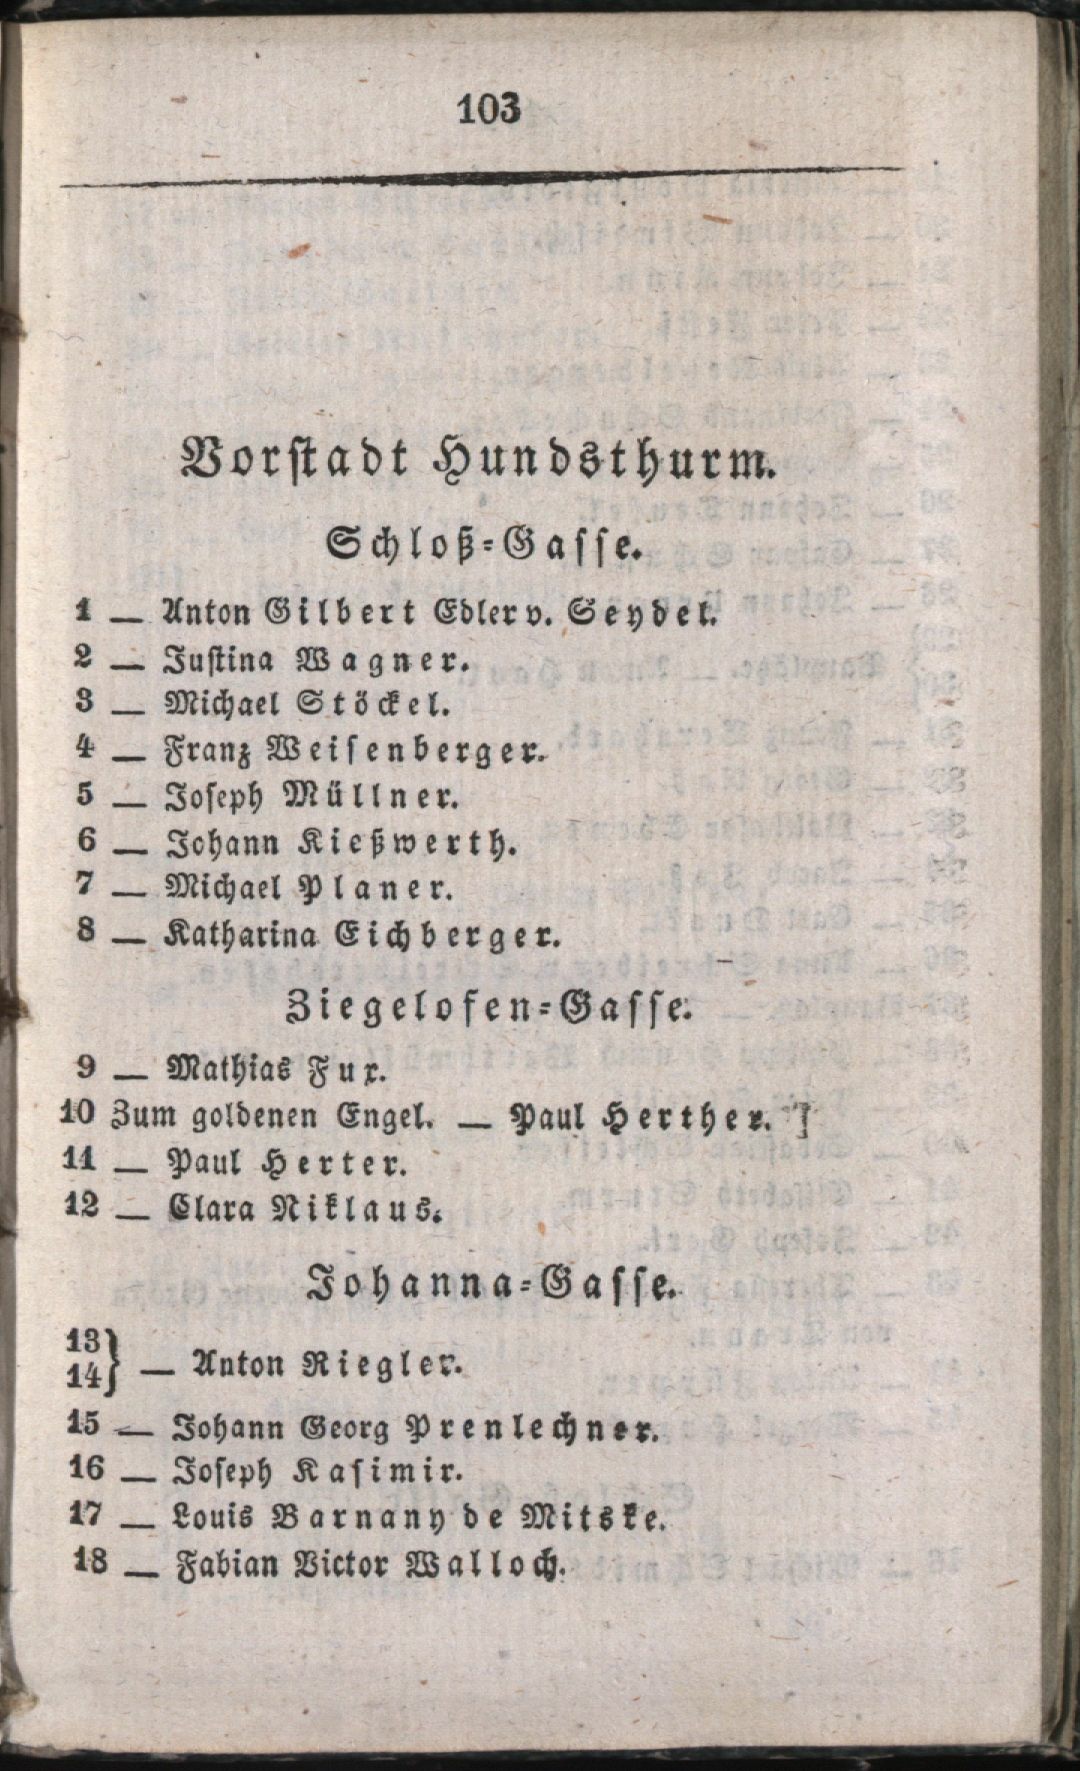 103
Vorstadt Hundsthurm.
Schloß-Gasse.
1 — Anton Gilbert Edler v. Seydel.
2 — Justina Wagner.
3 — Michael Stöckel.
4 — Franz Weisenberger.
5 — Joseph Müllner.
6 — Johann Kießwerth.
7 — Michael Planer.
8 — Katharina Eichberger.
Ziegelofen-Gasse.
9 — Mathias Fux.
10 Zum goldenen Engel. — Paul Herther.
11 — Paul Herter.
12 — Clara Niklaus.
Johanna-Gasse.
13
14} — Anton Riegler.
15 — Johann Georg Prenlechner.
16 — Joseph Kasimir.
17 — Louis Barnany de Mitske.
18 — Fabian Victor Walloch.